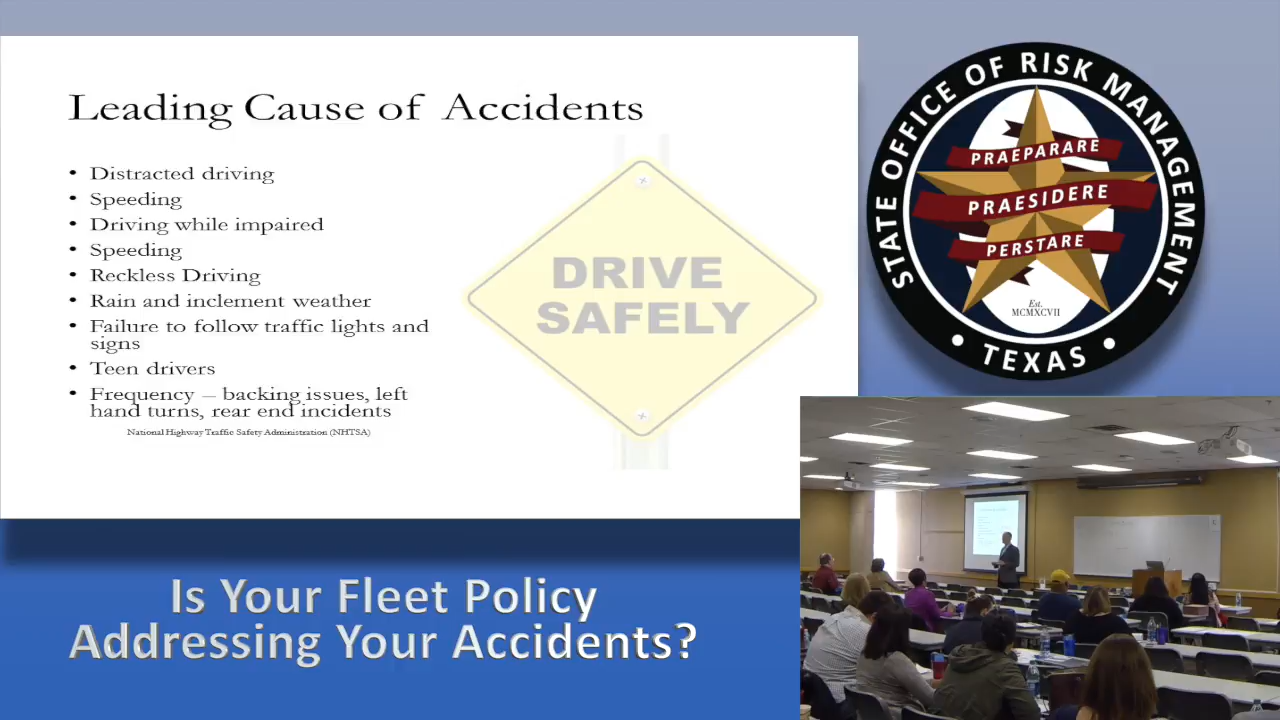 Leading Cause of Accidents
• Distracted driving
• Speeding
• Driving while impaired
• Speeding
• Reckless Driving
• Rain and inclement weather
• Failure to follow traffic lights and
signs
• Teen drivers
• Frequency – backing issues, left
hand turns, rear end incidents
National Highway Traffic Safety Administration (NHTSA)
DRIVE
SAFELY
STATE OFFICE OF RISK MANAGEMENT
PRAEPARARE
PRAESIDERE
PERSTARE
Est.
MCMXCVII
• TEXAS •
Is Your Fleet Policy
Addressing Your Accidents?